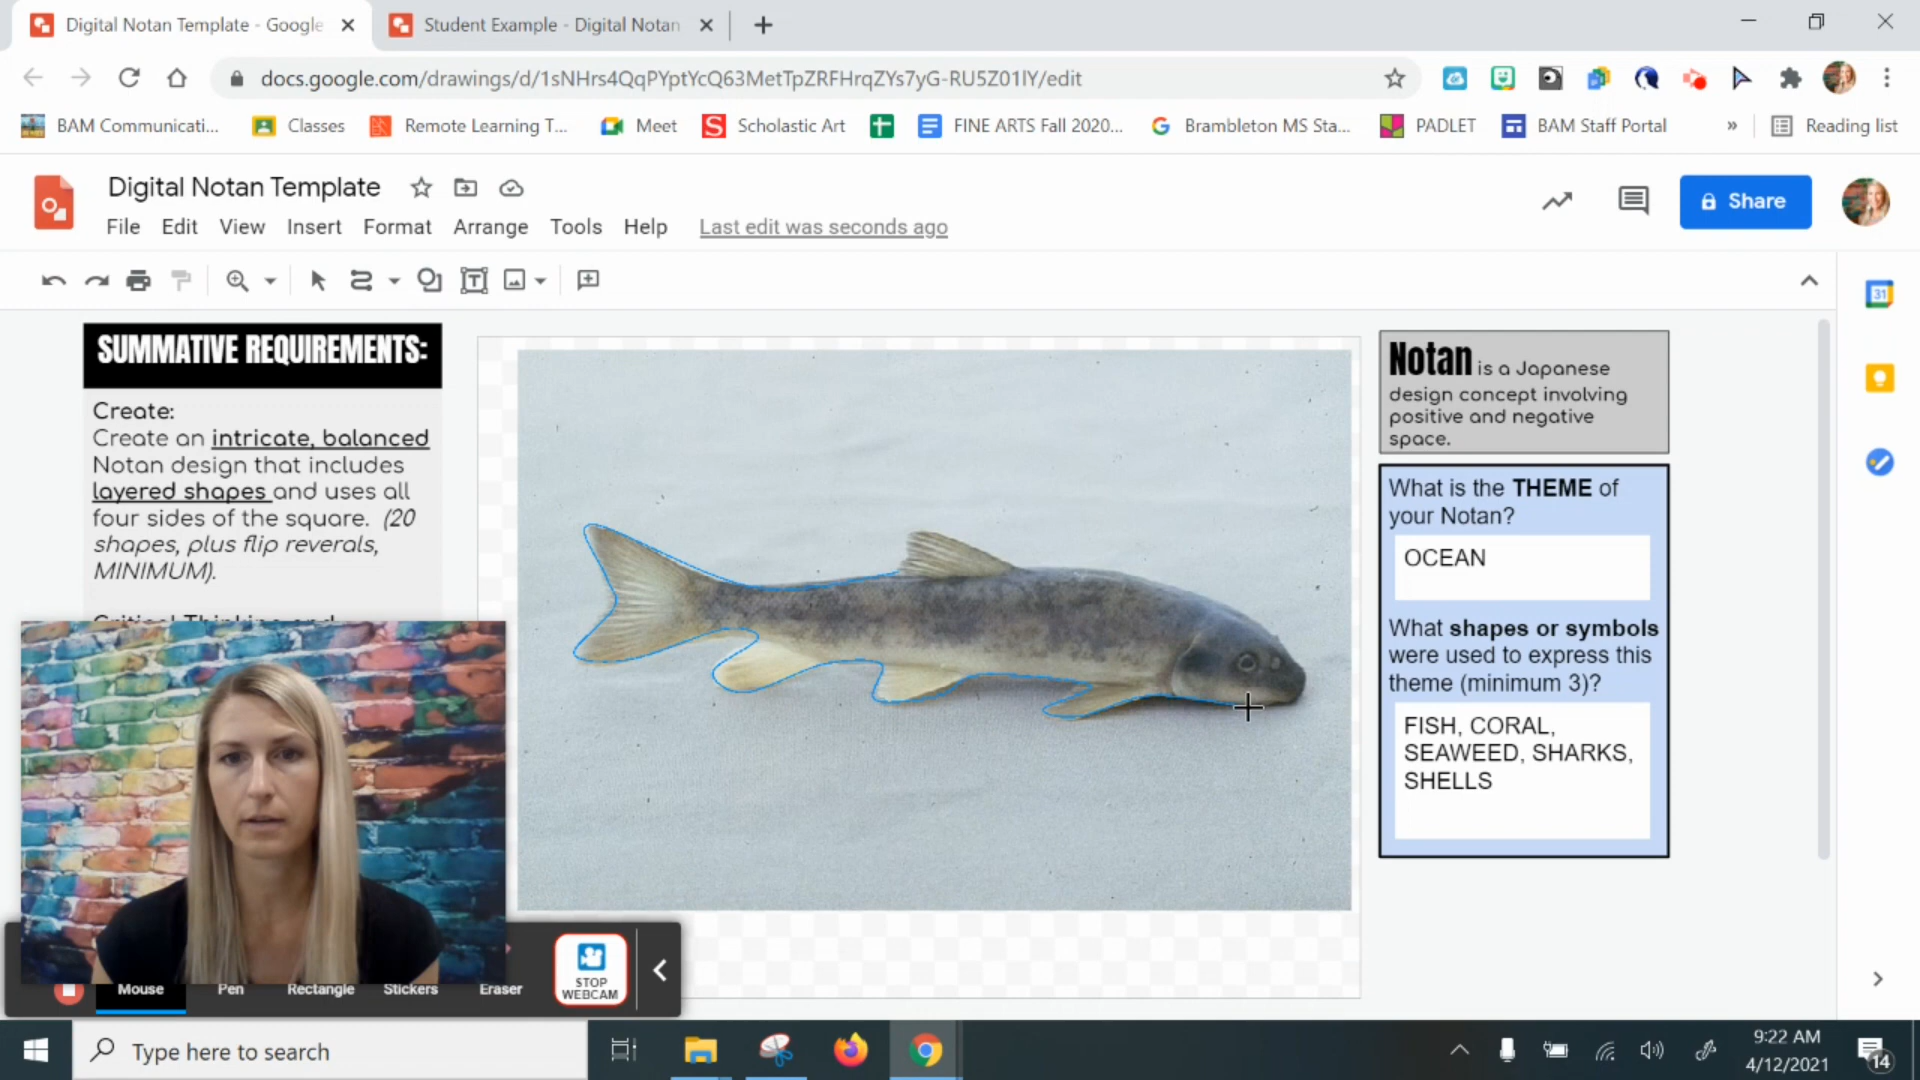 Digital Notan Template - Google
Student Example - Digital Notan
docs.google.com/drawings/d/1sNHrs4QqPYptYcQ63MetTpZRFHrqZYs7yG-RU5Z01lY/edit
BAM Communicati...
Classes
Remote Learning T...
Meet
Scholastic Art
FINE ARTS Fall 2020...
Brambleton MS Sta...
PADLET
BAM Staff Portal
»
Reading list
Digital Notan Template
Share
File Edit View Insert Format Arrange Tools Help Last edit was seconds ago
31
SUMMATIVE REQUIREMENTS:
Create:
Create an intricate, balanced
Notan design that includes
layered shapes and uses all
four sides of the square. (20
shapes, plus flip reverals,
MINIMUM).
Critical Thinking and
Notan is a Japanese
design concept involving
positive and negative
space.
What is the THEME of
your Notan?
OCEAN
What shapes or symbols
were used to express this
theme (minimum 3)?
FISH, CORAL,
SEAWEED, SHARKS,
SHELLS
Mouse
Pen
Rectangle
Stickers
Eraser
STOP
WEBCAM
Type here to search
9:22 AM
4/12/2021
14